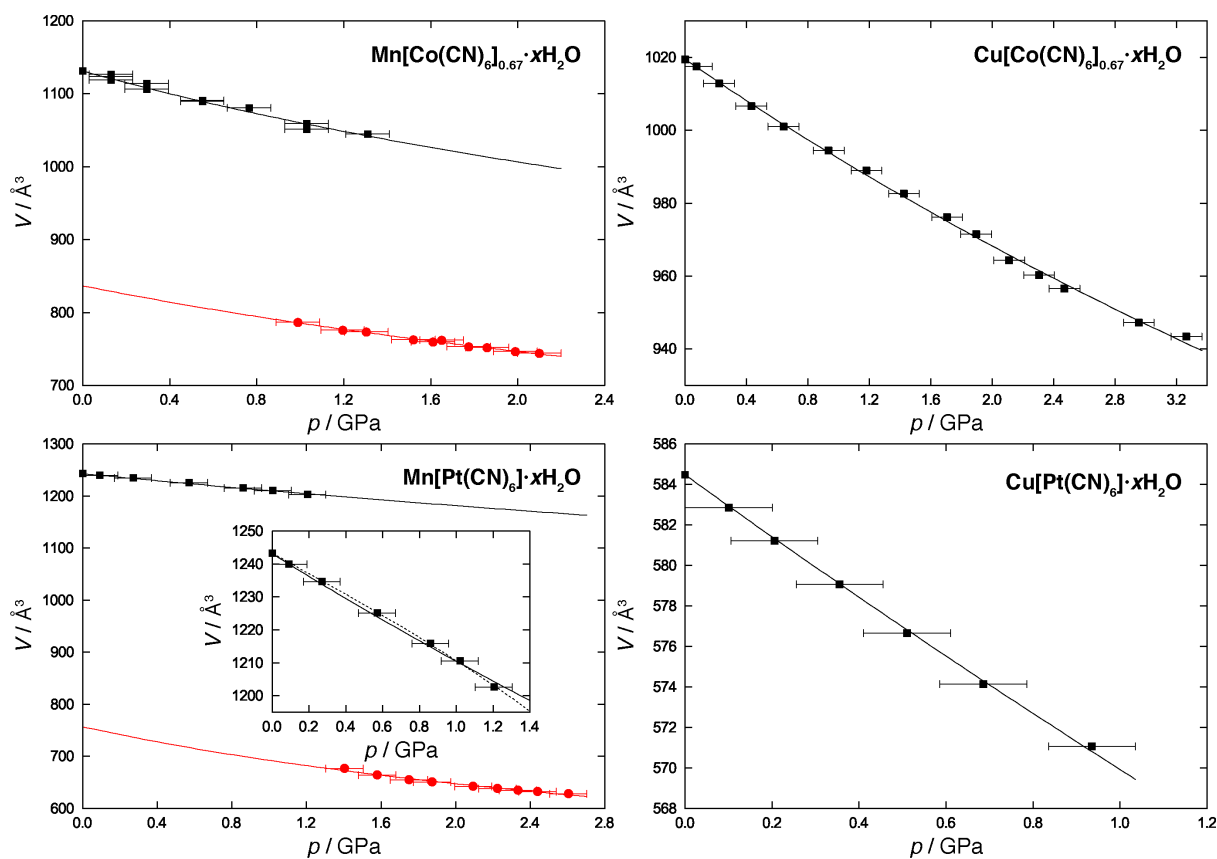 Mn[Co(CN)₆]₀.₆₇·xH₂O
1200
1100
1000
900
800
700
V / Å³
0.0 0.4 0.8 1.2 1.6 2.0 2.4
p / GPa
Cu[Co(CN)₆]₀.₆₇·xH₂O
1020
1000
980
960
940
V / Å³
0.0 0.4 0.8 1.2 1.6 2.0 2.4 2.8 3.2
p / GPa
Mn[Pt(CN)₆]·xH₂O
1300
1200
1100
1000
900
800
700
600
V / Å³
0.0 0.4 0.8 1.2 1.6 2.0 2.4 2.8
p / GPa
1250
1240
1230
1220
1210
1200
V / Å³
0.0 0.2 0.4 0.6 0.8 1.0 1.2 1.4
p / GPa
Cu[Pt(CN)₆]·xH₂O
586
584
582
580
578
576
574
572
570
568
V / Å³
0.0 0.2 0.4 0.6 0.8 1.0 1.2
p / GPa